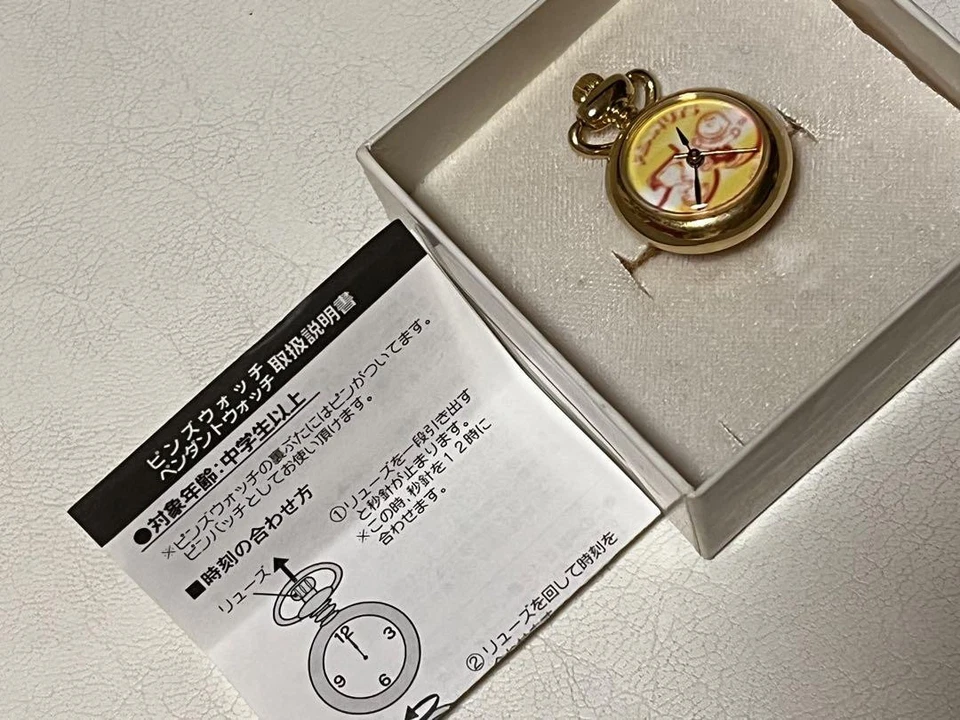 ピンズウォッチ
ペンダントウォッチ 取扱説明書
●対象年齢：中学生以上
※ピンズウォッチの裏ぶたにはピンがついてます。
ピンバッチとしてお使い頂けます。
■時刻の合わせ方
①リューズを一段引き出す
と秒針が止まります。
※この時、秒針を12時に
合わせます。
リューズ
12
3
9
6
②リューズを回して時刻を